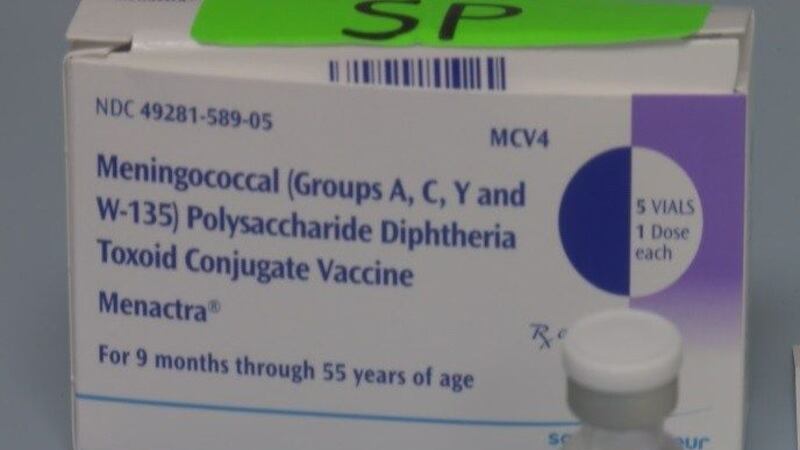 SP
NDC 49281-589-05
MCV4
Meningococcal (Groups A, C, Y and
W-135) Polysaccharide Diphtheria
Toxoid Conjugate Vaccine
Menactra®
For 9 months through 55 years of age
5 VIALS
1 Dose
each
Rx